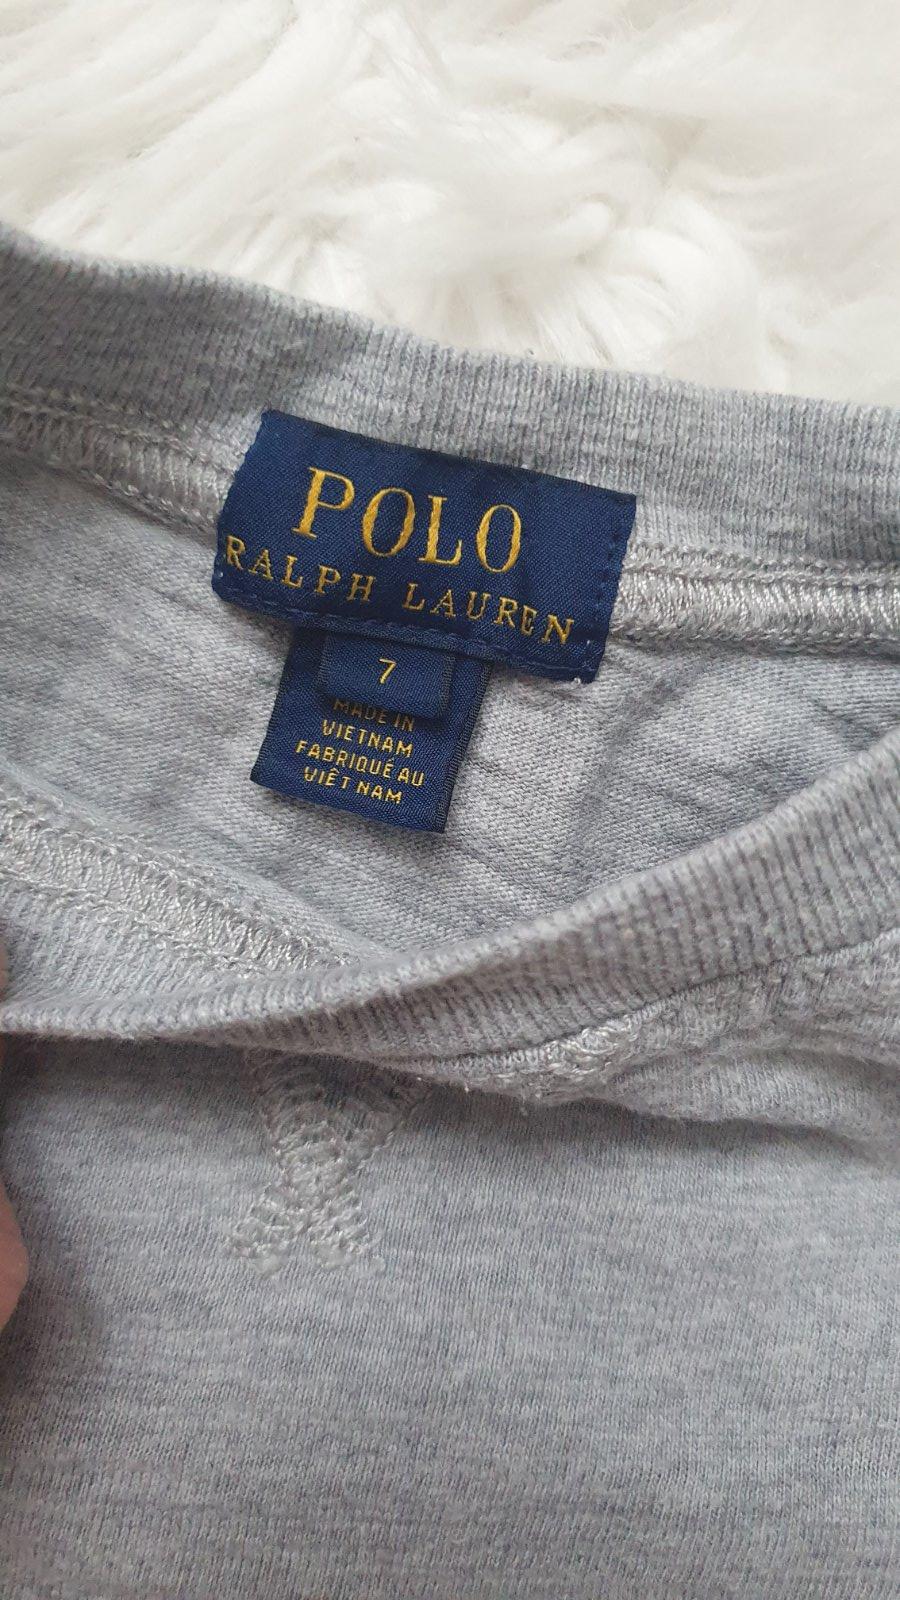 POLO
RALPH LAUREN
7
MADE IN
VIETNAM
FABRIQUÉ AU
VIÊT NAM